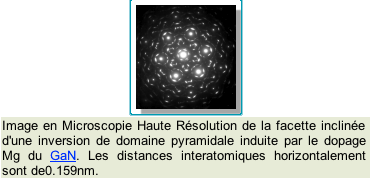 Image en Microscopie Haute Résolution de la facette inclinée
d'une inversion de domaine pyramidale induite par le dopage
Mg du GaN. Les distances interatomiques horizontalement
sont de0.159nm.